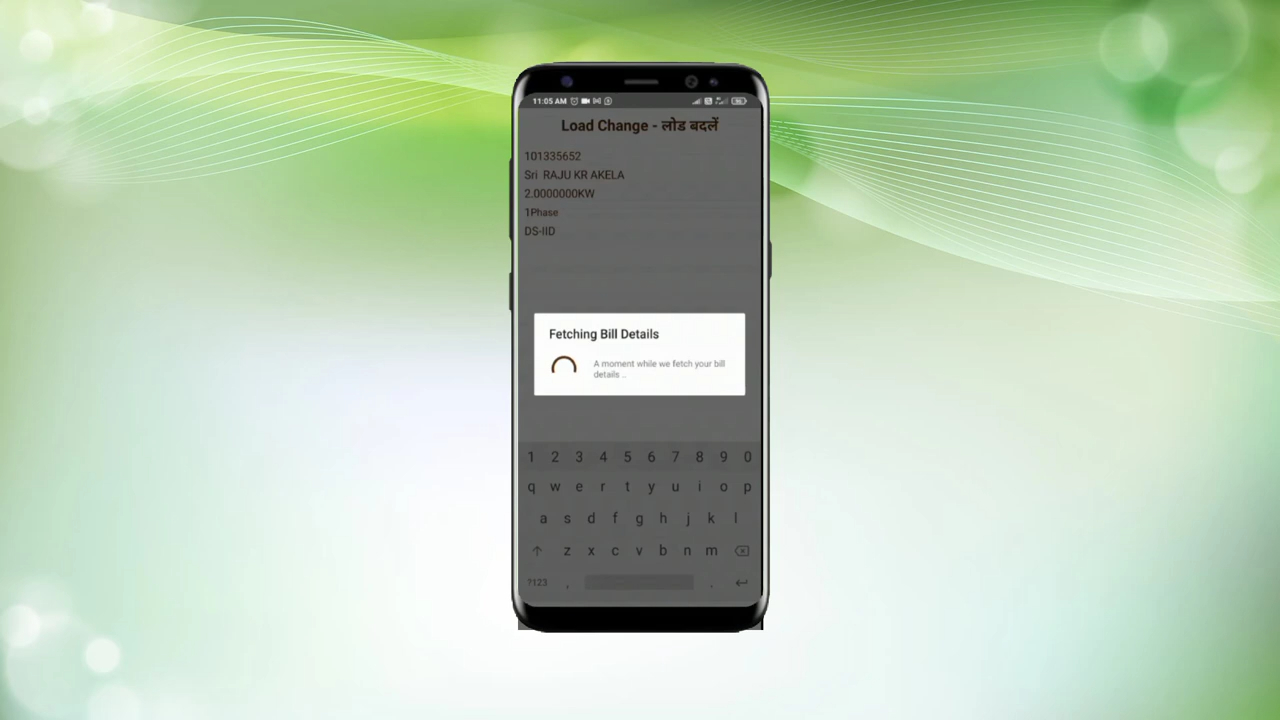 11:05 AM
Load Change - लोड बदलें
101335652
Sri RAJU KR AKELA
2.0000000KW
1Phase
DS-IID
Fetching Bill Details
A moment while we fetch your bill
details ..
1 2 3 4 5 6 7 8 9 0
q w e r t y u i o p
a s d f g h j k l
z x c v b n m
?123 , .